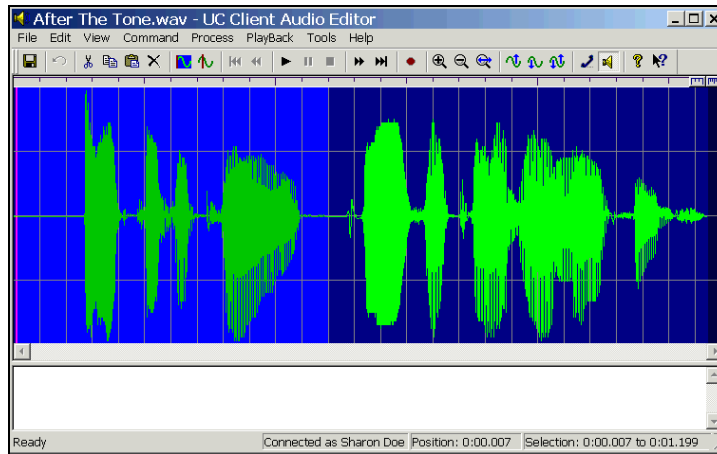 After The Tone.wav - UC Client Audio Editor
File Edit View Command Process PlayBack Tools Help
Ready Connected as Sharon Doe Position: 0:00.007 Selection: 0:00.007 to 0:01.199